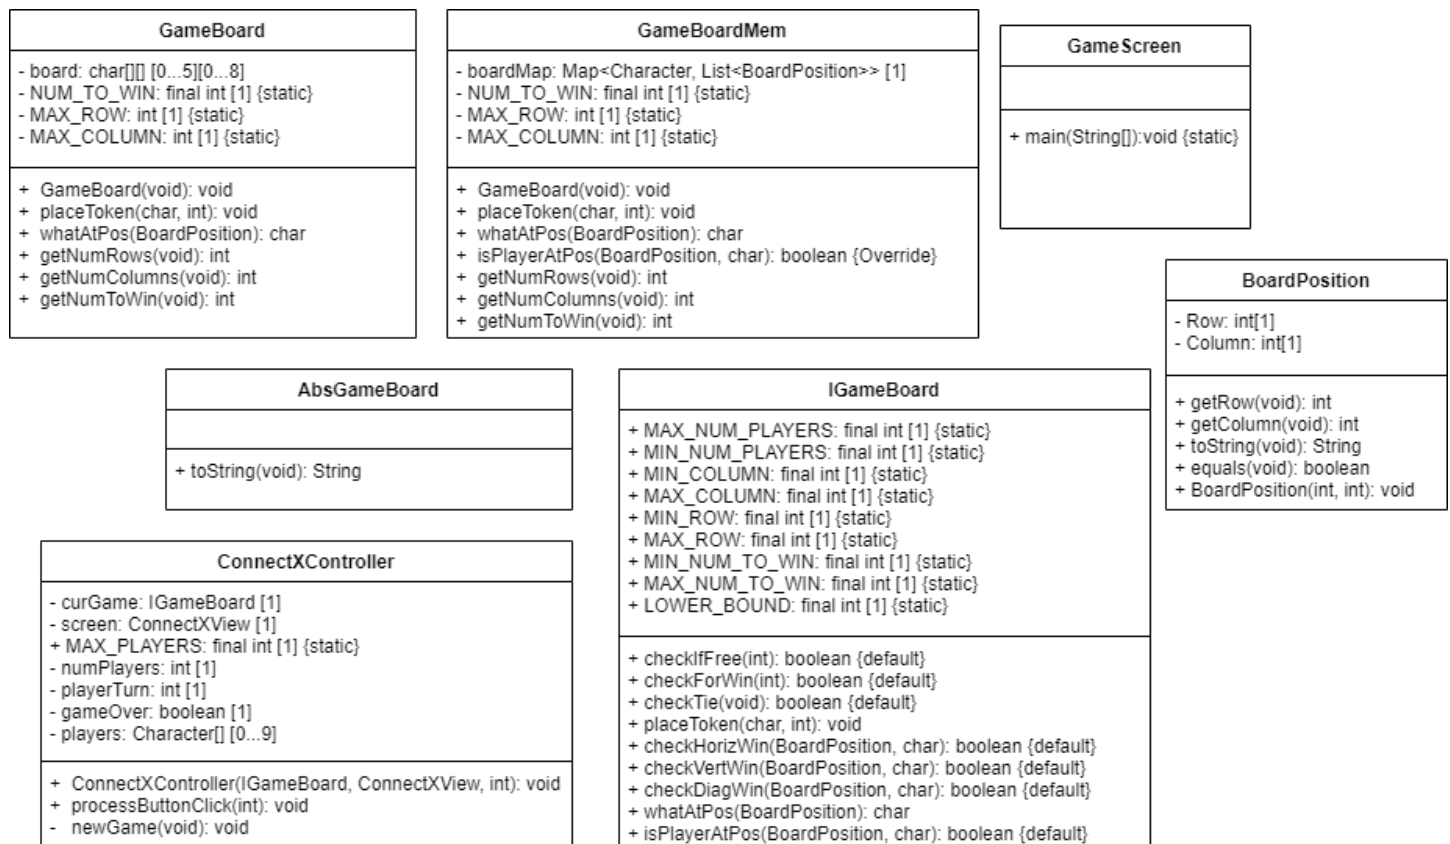 GameBoard
- board: char[][] [0...5][0...8]
- NUM_TO_WIN: final int [1] {static}
- MAX_ROW: int [1] {static}
- MAX_COLUMN: int [1] {static}
+ GameBoard(void): void
+ placeToken(char, int): void
+ whatAtPos(BoardPosition): char
+ getNumRows(void): int
+ getNumColumns(void): int
+ getNumToWin(void): int
GameBoardMem
- boardMap: Map<Character, List<BoardPosition>> [1]
- NUM_TO_WIN: final int [1] {static}
- MAX_ROW: int [1] {static}
- MAX_COLUMN: int [1] {static}
+ GameBoard(void): void
+ placeToken(char, int): void
+ whatAtPos(BoardPosition): char
+ isPlayerAtPos(BoardPosition, char): boolean {Override}
+ getNumRows(void): int
+ getNumColumns(void): int
+ getNumToWin(void): int
GameScreen
+ main(String[]):void {static}
BoardPosition
- Row: int[1]
- Column: int[1]
+ getRow(void): int
+ getColumn(void): int
+ toString(void): String
+ equals(void): boolean
+ BoardPosition(int, int): void
AbsGameBoard
+ toString(void): String
IGameBoard
+ MAX_NUM_PLAYERS: final int [1] {static}
+ MIN_NUM_PLAYERS: final int [1] {static}
+ MIN_COLUMN: final int [1] {static}
+ MAX_COLUMN: final int [1] {static}
+ MIN_ROW: final int [1] {static}
+ MAX_ROW: final int [1] {static}
+ MIN_NUM_TO_WIN: final int [1] {static}
+ MAX_NUM_TO_WIN: final int [1] {static}
+ LOWER_BOUND: final int [1] {static}
+ checkIfFree(int): boolean {default}
+ checkForWin(int): boolean {default}
+ checkTie(void): boolean {default}
+ placeToken(char, int): void
+ checkHorizWin(BoardPosition, char): boolean {default}
+ checkVertWin(BoardPosition, char): boolean {default}
+ checkDiagWin(BoardPosition, char): boolean {default}
+ whatAtPos(BoardPosition): char
+ isPlayerAtPos(BoardPosition, char): boolean {default}
ConnectXController
- curGame: IGameBoard [1]
- screen: ConnectXView [1]
+ MAX_PLAYERS: final int [1] {static}
- numPlayers: int [1]
- playerTurn: int [1]
- gameOver: boolean [1]
- players: Character[] [0...9]
+ ConnectXController(IGameBoard, ConnectXView, int): void
+ processButtonClick(int): void
- newGame(void): void